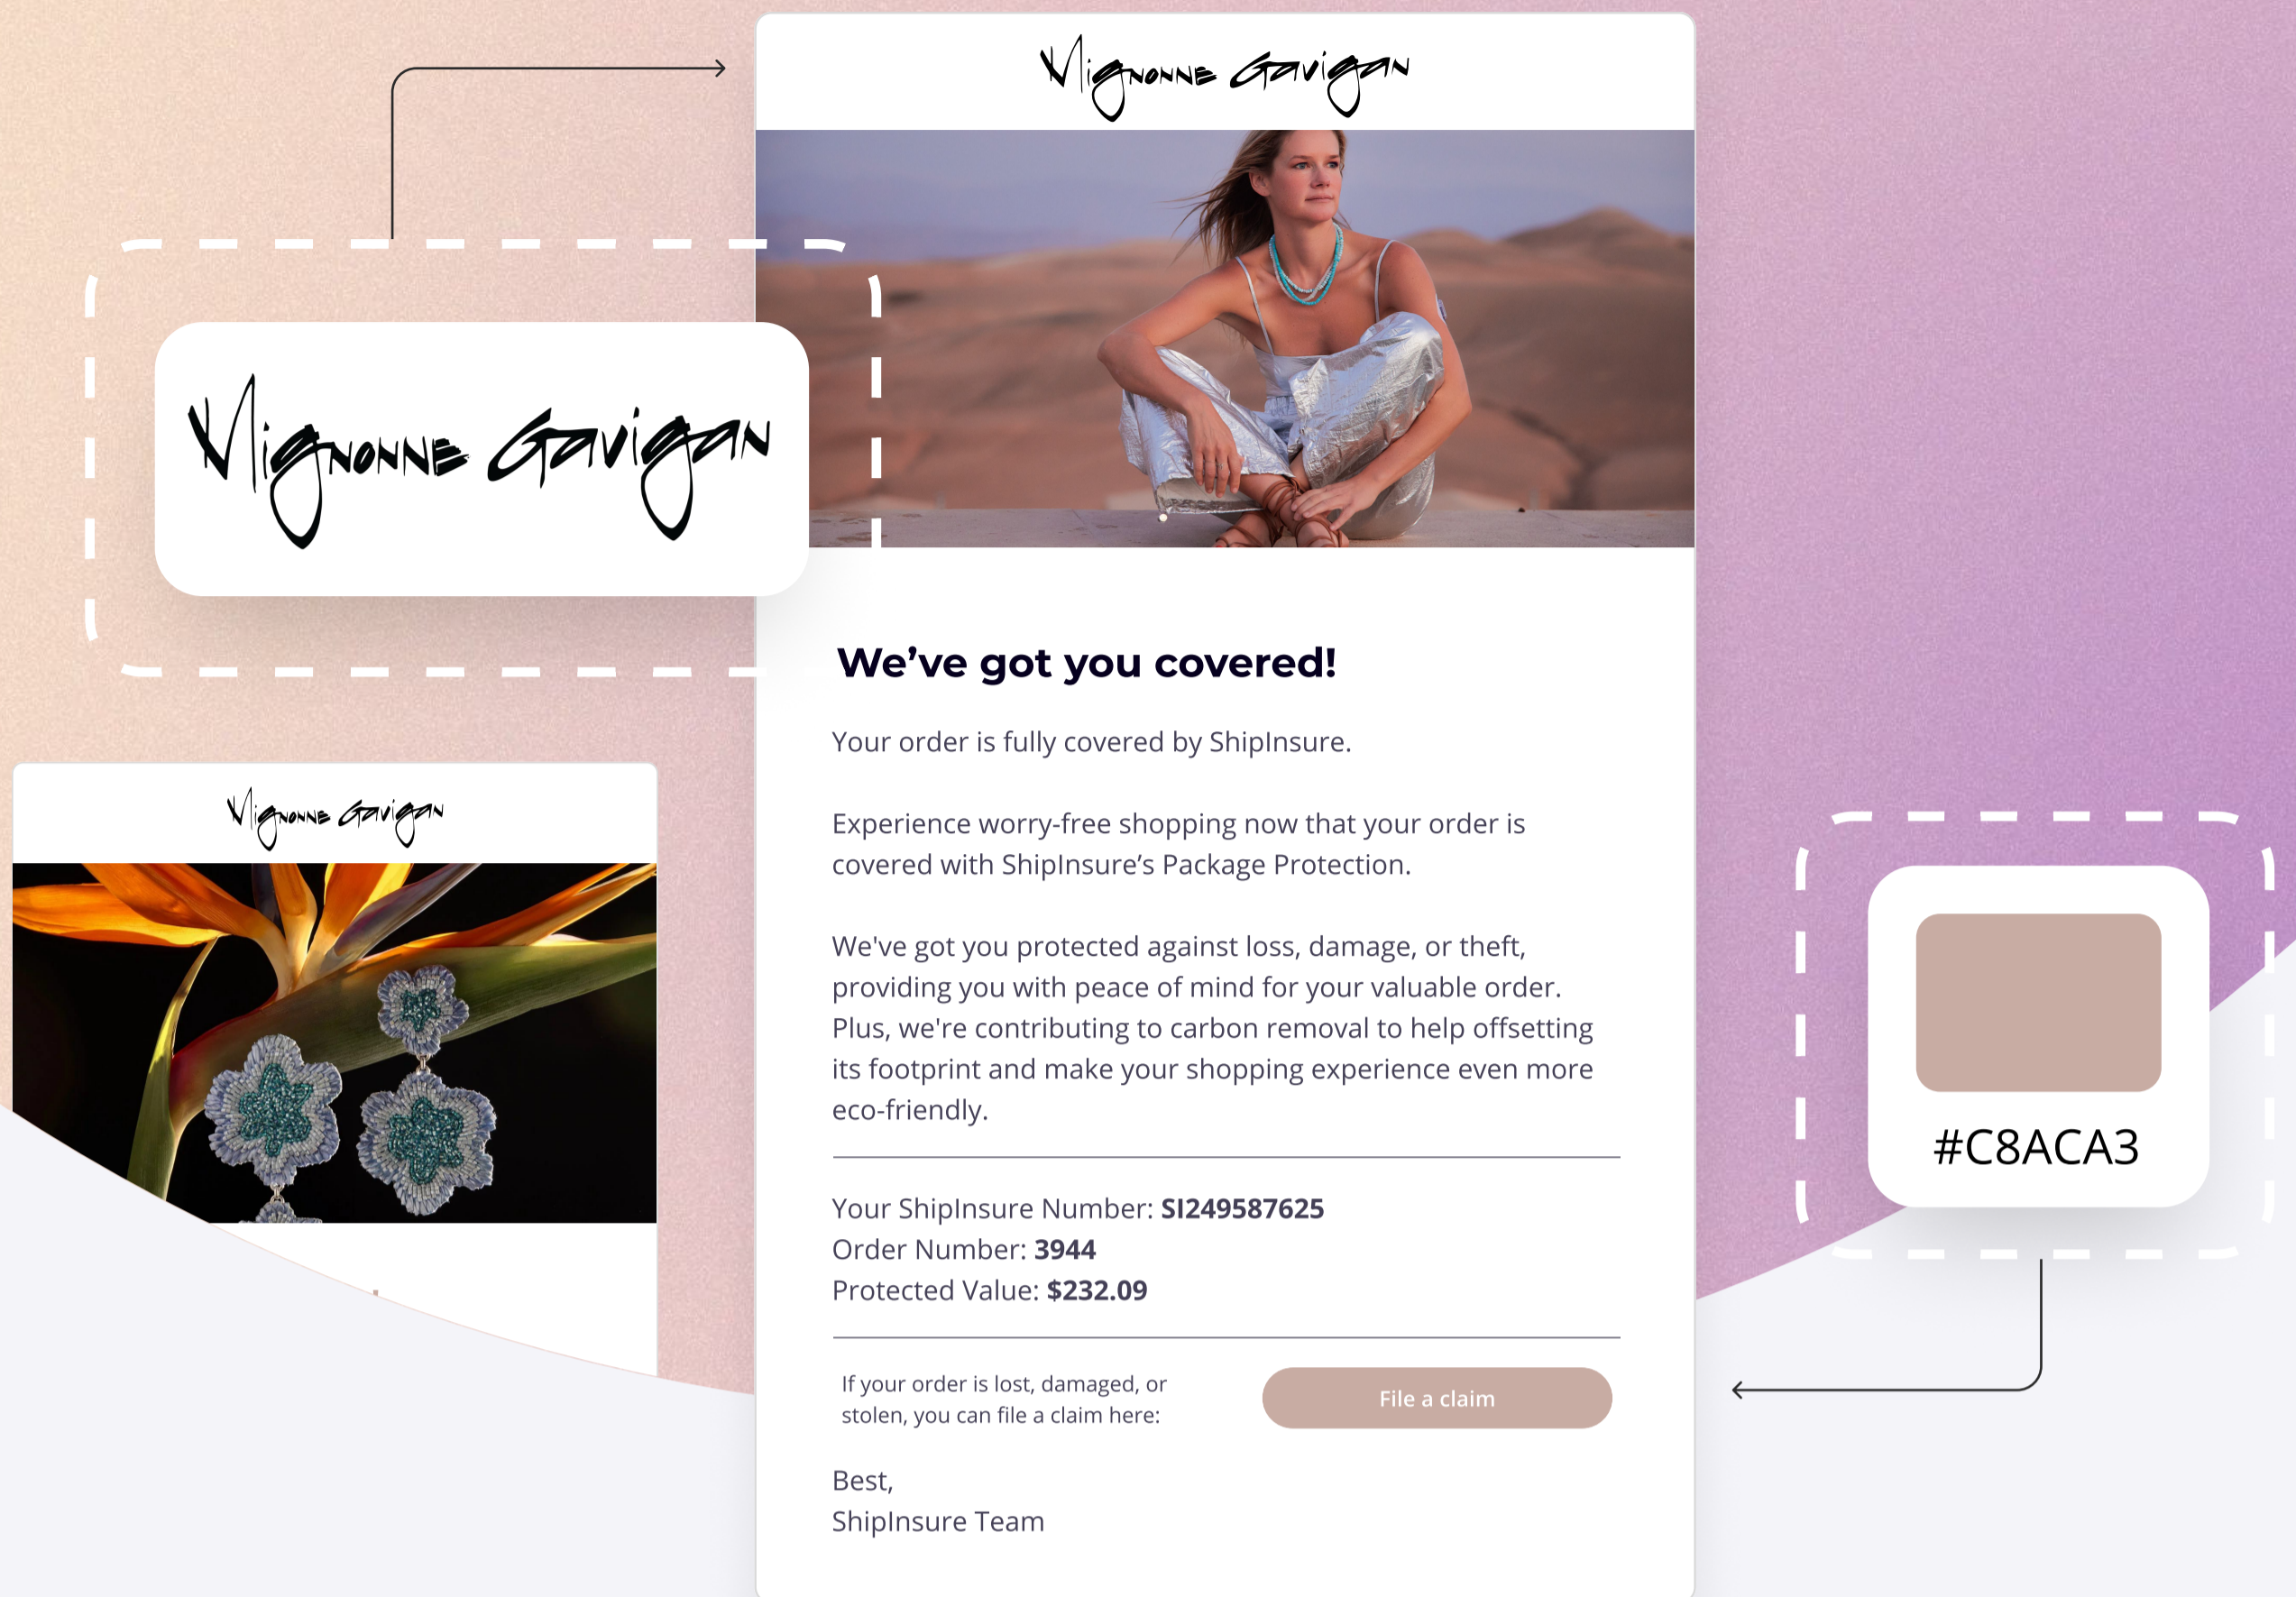 Mignonne Gavigan
Mignonne Gavigan
We’ve got you covered!
Your order is fully covered by ShipInsure.
Experience worry-free shopping now that your order is
covered with ShipInsure’s Package Protection.
We've got you protected against loss, damage, or theft,
providing you with peace of mind for your valuable order.
Plus, we're contributing to carbon removal to help offsetting
its footprint and make your shopping experience even more
eco-friendly.
Your ShipInsure Number: SI249587625
Order Number: 3944
Protected Value: $232.09
If your order is lost, damaged, or
stolen, you can file a claim here:
File a claim
Best,
ShipInsure Team
Mignonne Gavigan
#C8ACA3